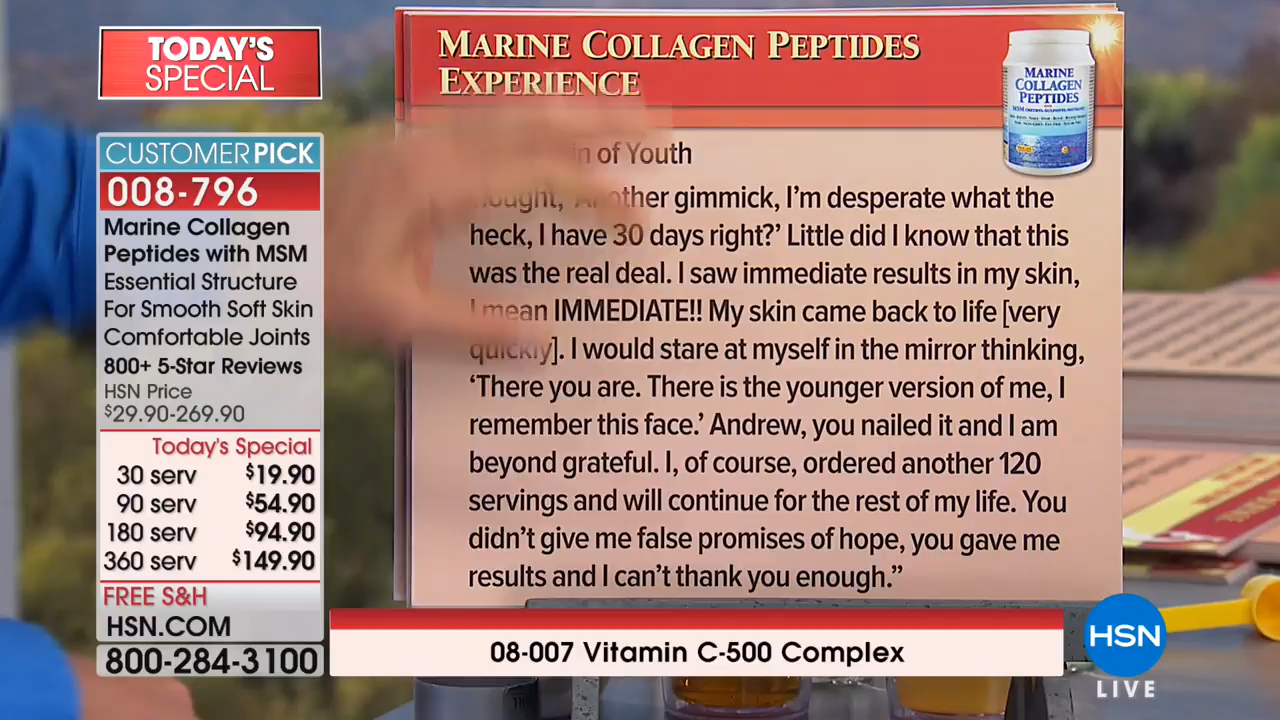 TODAY'S
SPECIAL
CUSTOMER PICK
008-796
Marine Collagen
Peptides with MSM
Essential Structure
For Smooth Soft Skin
Comfortable Joints
800+ 5-Star Reviews
HSN Price
$29.90-269.90
Today's Special
30 serv $19.90
90 serv $54.90
180 serv $94.90
360 serv $149.90
FREE S&H
HSN.COM
800-284-3100
MARINE COLLAGEN PEPTIDES
EXPERIENCE
MARINE
COLLAGEN
PEPTIDES
of Youth
gimmick, I'm desperate what the
heck, I have 30 days right?' Little did I know that this
was the real deal. I saw immediate results in my skin,
I mean IMMEDIATE!! My skin came back to life [very
quickly]. I would stare at myself in the mirror thinking,
'There you are. There is the younger version of me, I
remember this face.' Andrew, you nailed it and I am
beyond grateful. I, of course, ordered another 120
servings and will continue for the rest of my life. You
didn't give me false promises of hope, you gave me
results and I can't thank you enough."
08-007 Vitamin C-500 Complex
HSN
LIVE